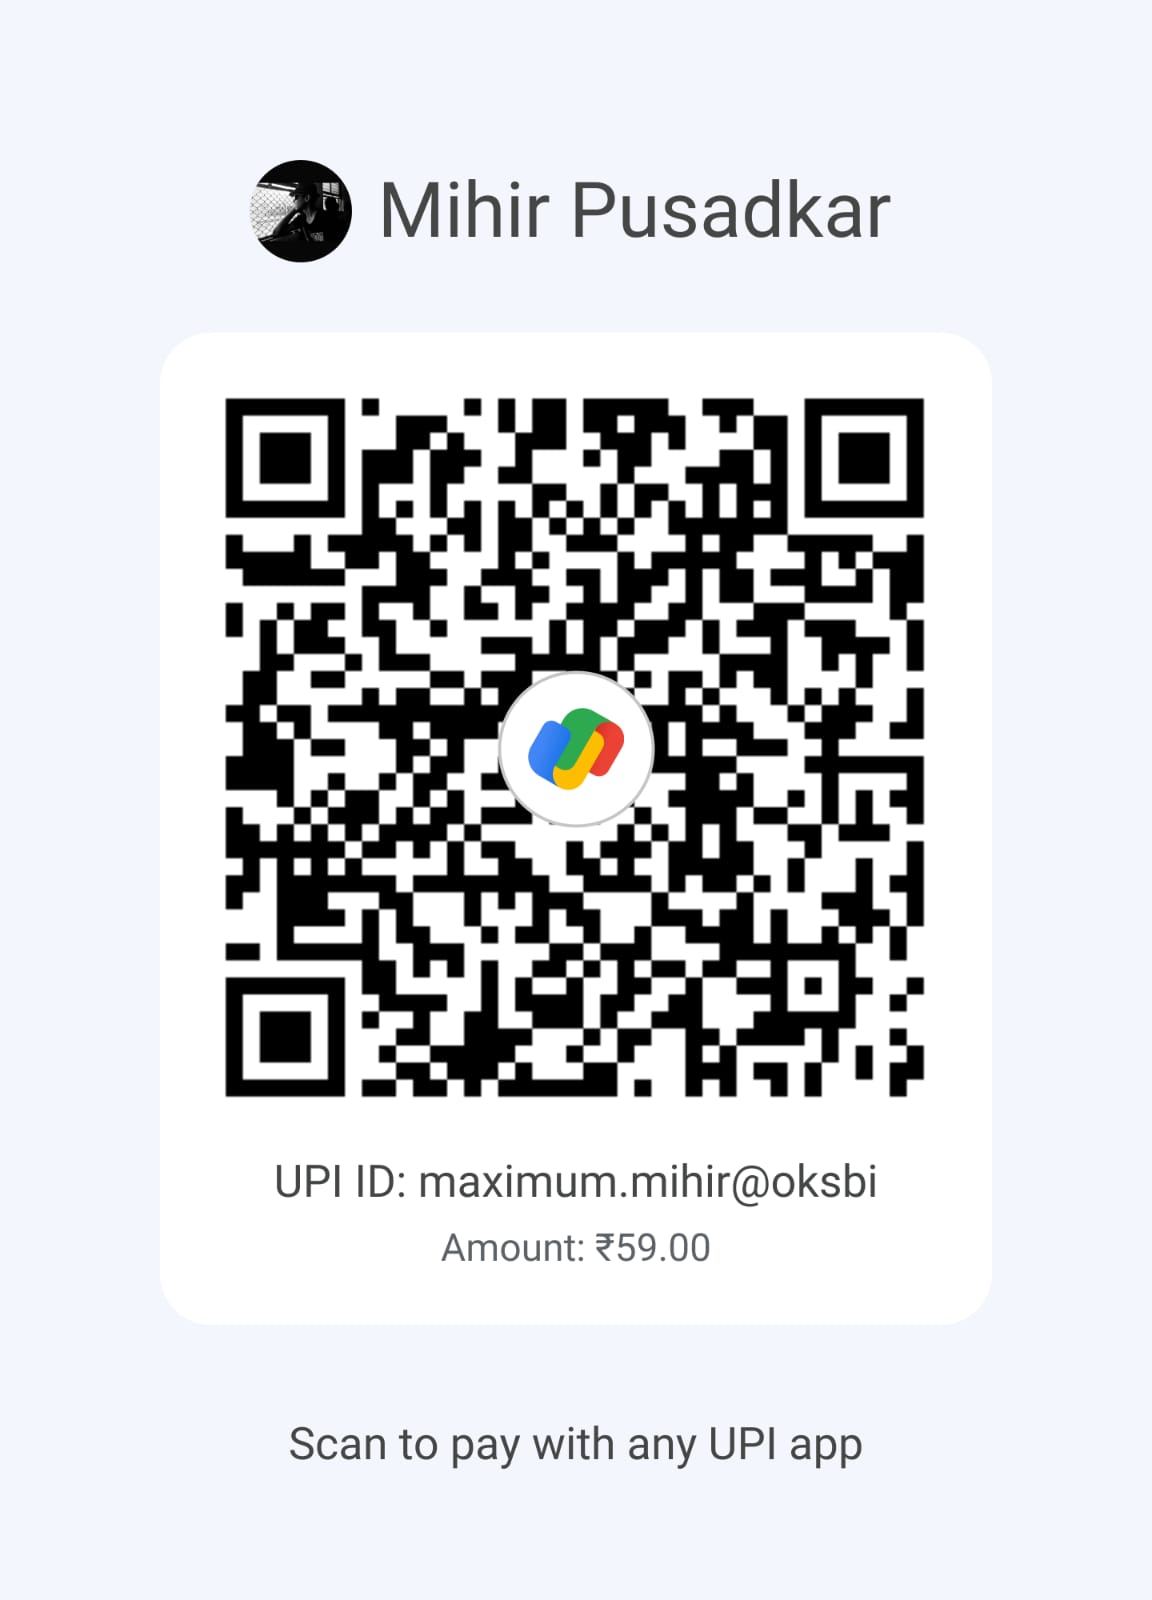 Mihir Pusadkar
UPI ID: maximum.mihir@oksbi
Amount: ₹59.00
Scan to pay with any UPI app